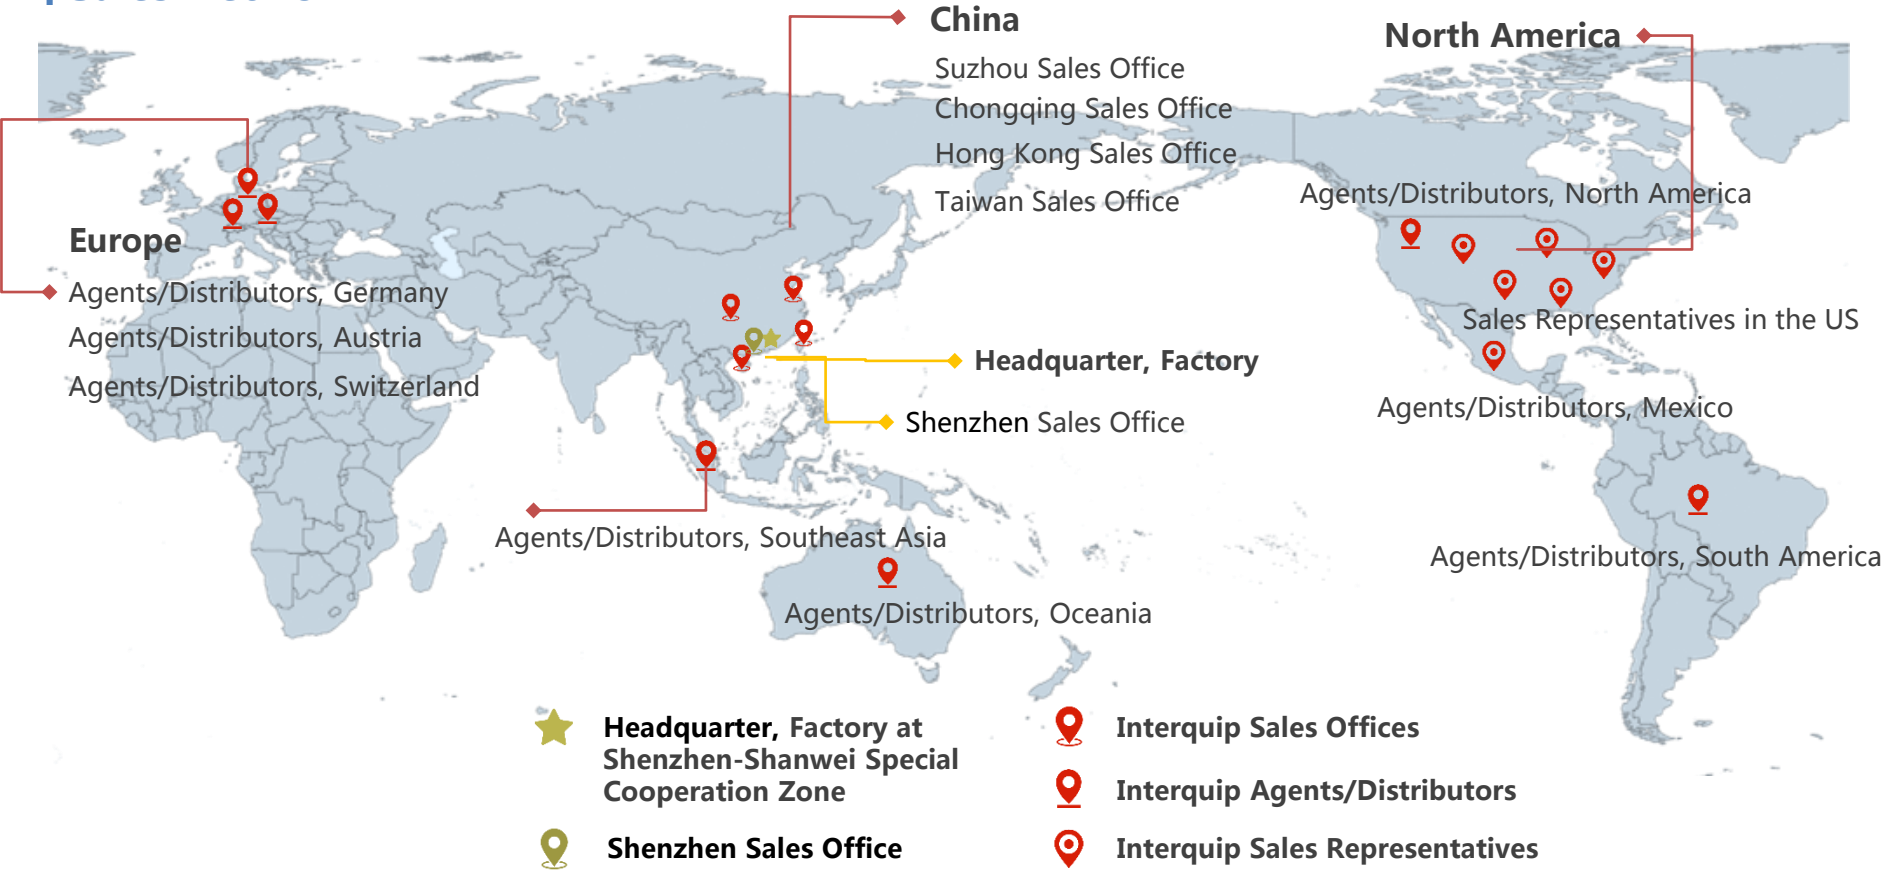 China
North America
Suzhou Sales Office
Chongqing Sales Office
Hong Kong Sales Office
Taiwan Sales Office
Agents/Distributors, North America
Europe
Agents/Distributors, Germany
Agents/Distributors, Austria
Agents/Distributors, Switzerland
Sales Representatives in the US
Headquarter, Factory
Shenzhen Sales Office
Agents/Distributors, Mexico
Agents/Distributors, Southeast Asia
Agents/Distributors, South America
Agents/Distributors, Oceania
Headquarter, Factory at
Shenzhen-Shanwei Special
Cooperation Zone
Shenzhen Sales Office
Interquip Sales Offices
Interquip Agents/Distributors
Interquip Sales Representatives